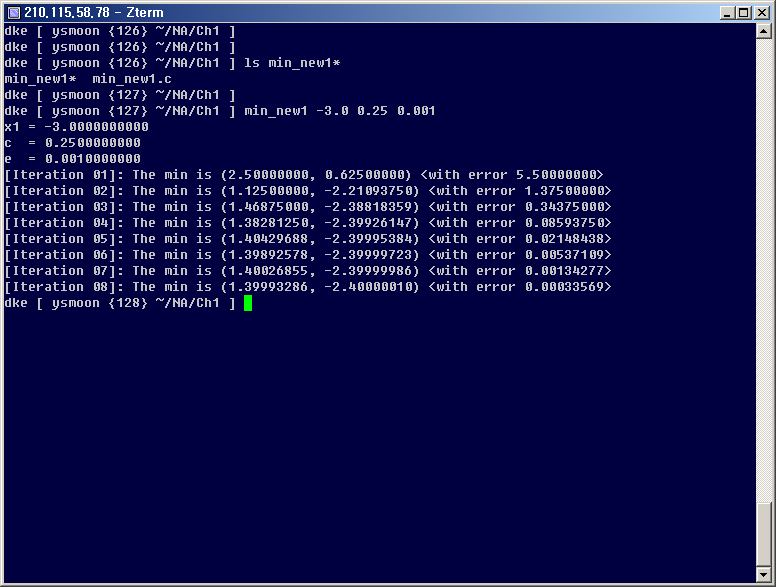 210.115.58.78 - Zterm
dke [ ysmoon {126} ~/NA/Ch1 ]
dke [ ysmoon {126} ~/NA/Ch1 ]
dke [ ysmoon {126} ~/NA/Ch1 ] ls min_new1*
min_new1*  min_new1.c
dke [ ysmoon {127} ~/NA/Ch1 ]
dke [ ysmoon {127} ~/NA/Ch1 ] min_new1 -3.0 0.25 0.001
x1 = -3.0000000000
c  = 0.2500000000
e  = 0.0010000000
[Iteration 01]: The min is (2.50000000, 0.62500000) <with error 5.50000000>
[Iteration 02]: The min is (1.12500000, -2.21093750) <with error 1.37500000>
[Iteration 03]: The min is (1.46875000, -2.38818359) <with error 0.34375000>
[Iteration 04]: The min is (1.38281250, -2.39926147) <with error 0.08593750>
[Iteration 05]: The min is (1.40429688, -2.39995384) <with error 0.02148438>
[Iteration 06]: The min is (1.39892578, -2.39999723) <with error 0.00537109>
[Iteration 07]: The min is (1.40026855, -2.39999986) <with error 0.00134277>
[Iteration 08]: The min is (1.39993286, -2.40000010) <with error 0.00033569>
dke [ ysmoon {128} ~/NA/Ch1 ]